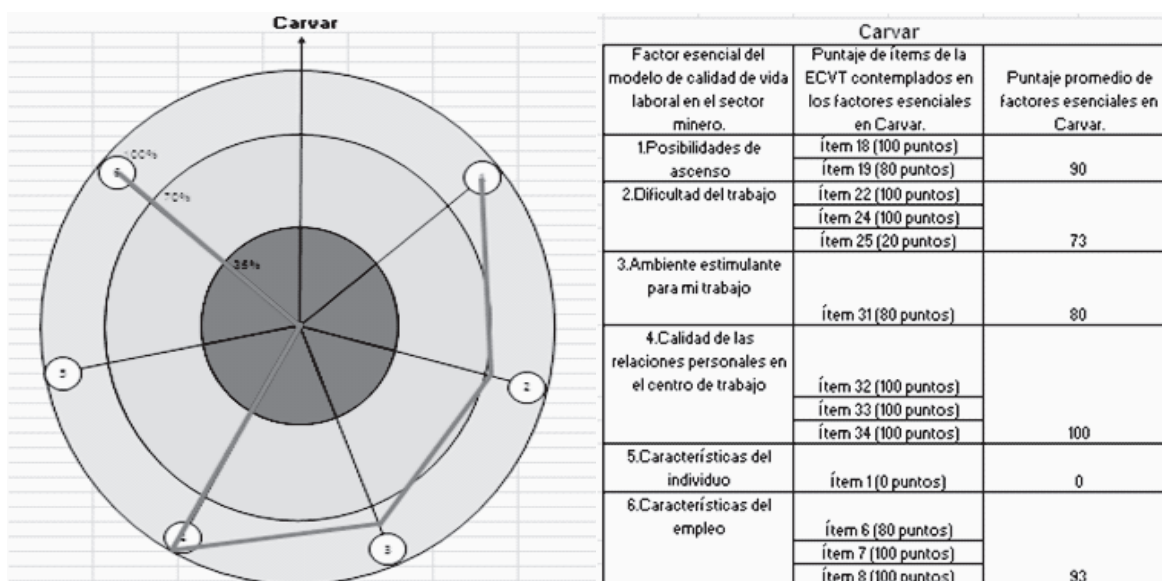 Carvar
100%
6
70%
35%
5
2
3
Carvar
Factor esencial del
modelo de calidad de vida
laboral en el sector
minero.
Puntaje de ítems de la
ECVT contemplados en
los factores esenciales
en Carvar.
Puntaje promedio de
factores esenciales en
Carvar.
1.Posibilidades de
ascenso
Ítem 18 (100 puntos)
Ítem 19 (80 puntos)
90
2.Dificultad del trabajo
Ítem 22 (100 puntos)
Ítem 24 (100 puntos)
Ítem 25 (20 puntos)
73
3.Ambiente estimulante
para mi trabajo
Ítem 31 (80 puntos)
80
4.Calidad de las
relaciones personales en
el centro de trabajo
Ítem 32 (100 puntos)
Ítem 33 (100 puntos)
Ítem 34 (100 puntos)
100
5.Características del
individuo
Ítem 1 (0 puntos)
0
6.Características del
empleo
Ítem 6 (80 puntos)
Ítem 7 (100 puntos)
Ítem 8 (100 puntos)
93